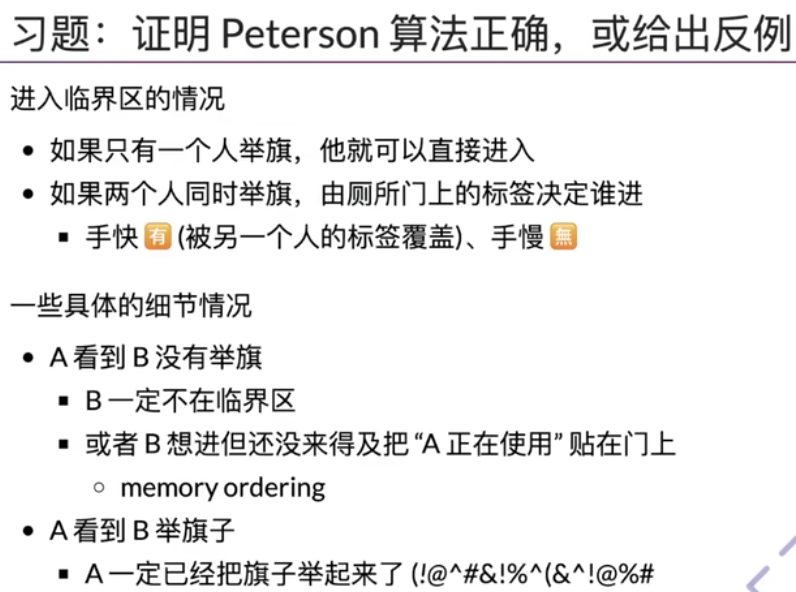 习题：证明 Peterson 算法正确，或给出反例
进入临界区的情况
如果只有一个人举旗，他就可以直接进入
如果两个人同时举旗，由厕所门上的标签决定谁进
手快 🈶 (被另一个人的标签覆盖)、手慢 🈚
一些具体的细节情况
A 看到 B 没有举旗
B 一定不在临界区
或者 B 想进但还没来得及把 “A 正在使用” 贴在门上
memory ordering
A 看到 B 举旗子
A 一定已经把旗子举起来了 (!@^#&!%^(&^!@%#